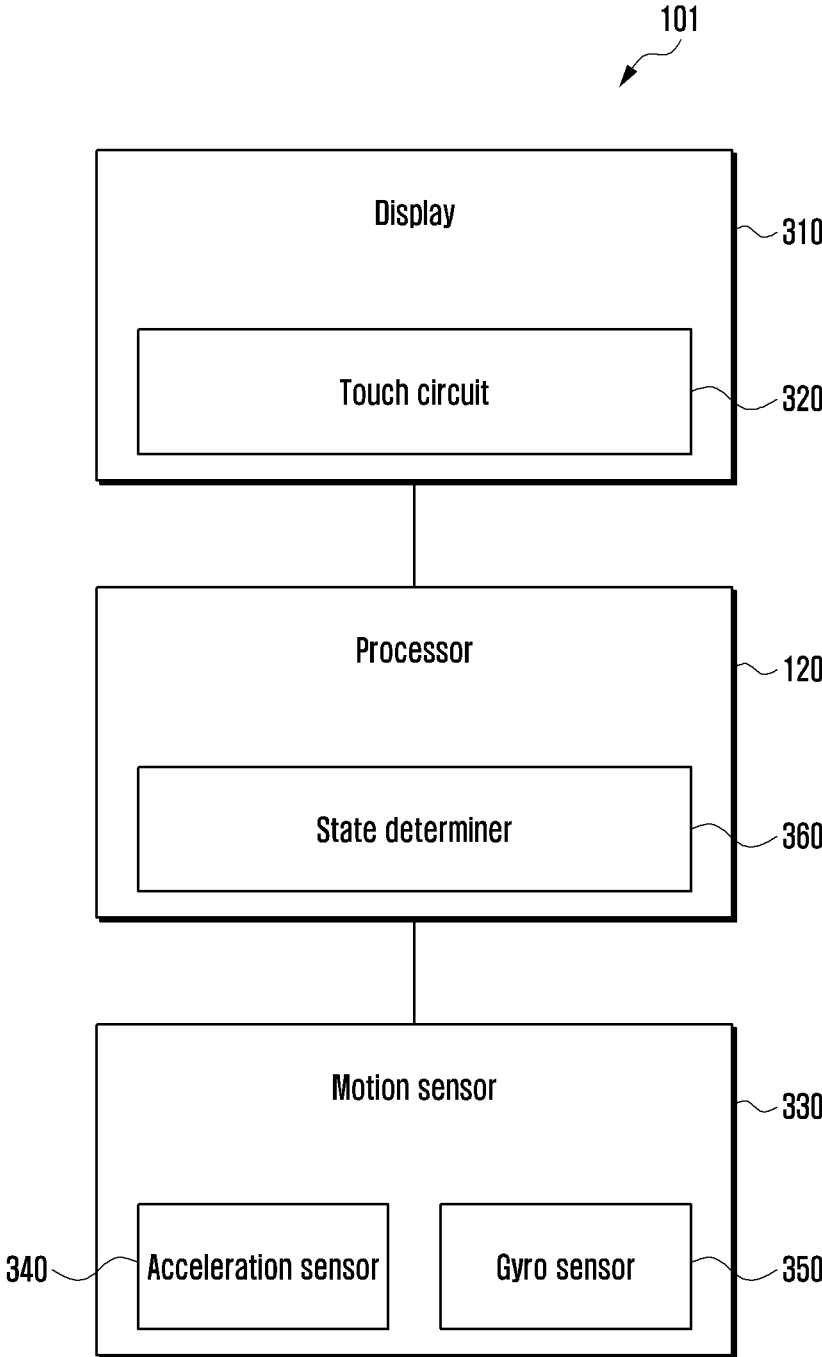 101
Display
310
Touch circuit
320
Processor
120
State determiner
360
Motion sensor
330
340
Acceleration sensor
Gyro sensor
350